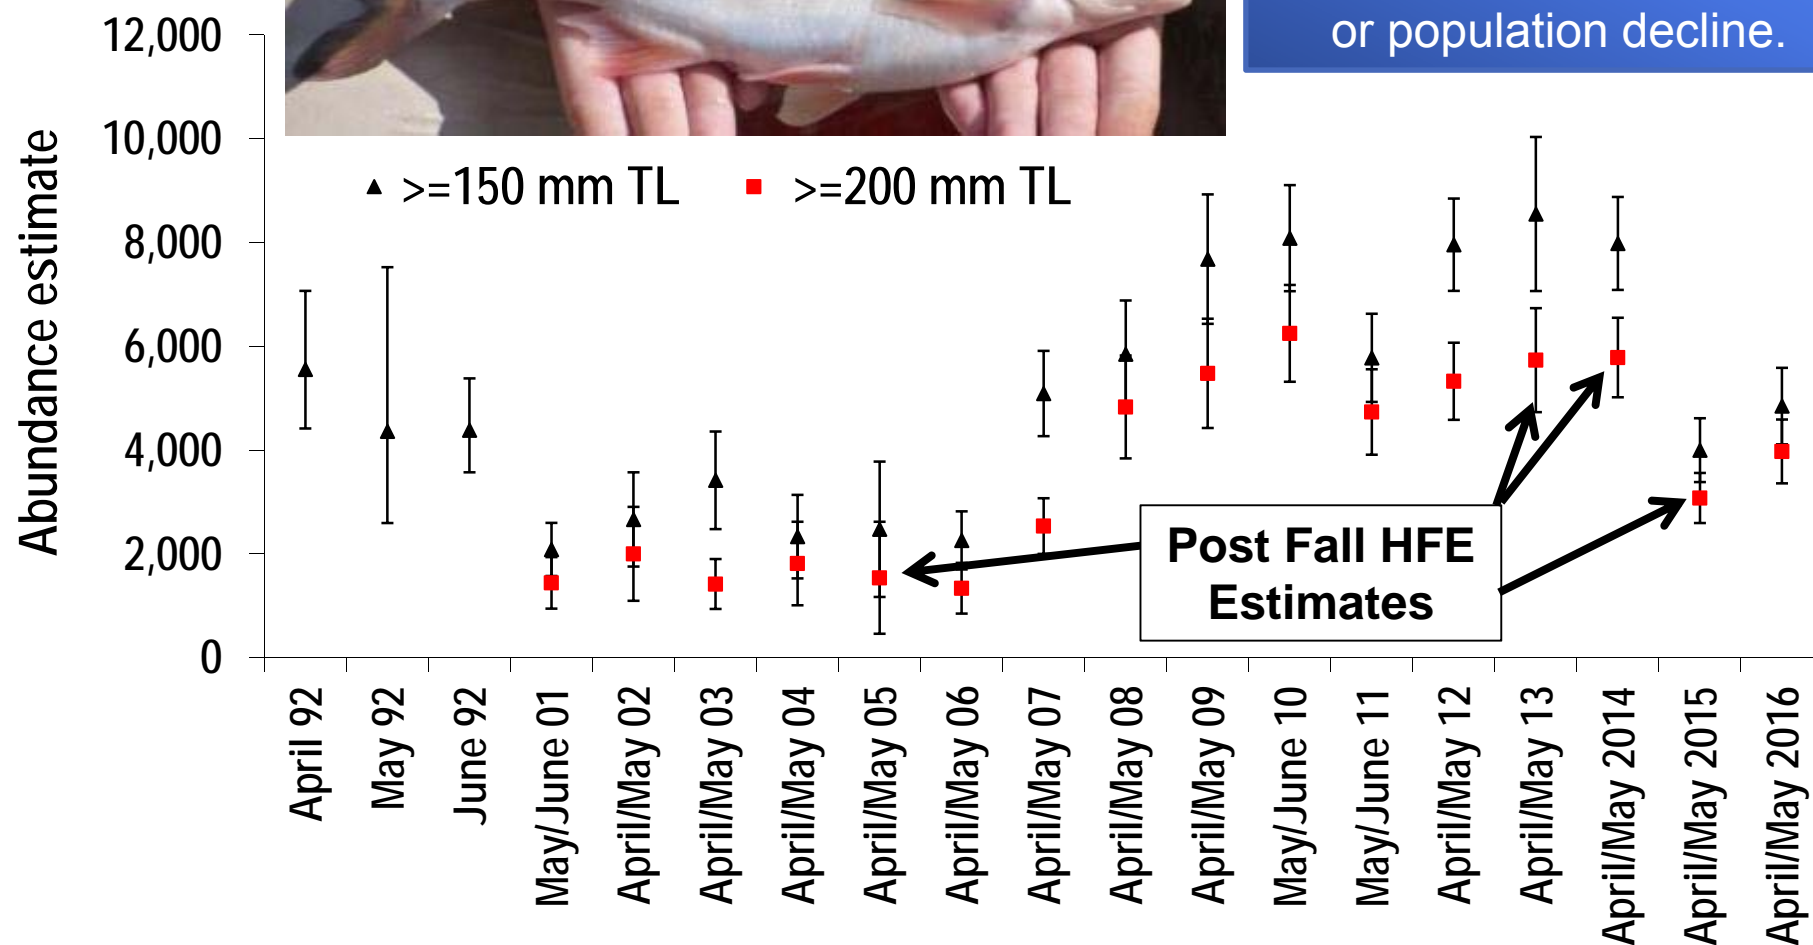 or population decline.
12,000
10,000
8,000
6,000
4,000
2,000
0
Abundance estimate
>=150 mm TL
>=200 mm TL
Post Fall HFE
Estimates
April 92
May 92
June 92
May/June 01
April/May 02
April/May 03
April/May 04
April/May 05
April/May 06
April/May 07
April/May 08
April/May 09
May/June 10
May/June 11
April/May 12
April/May 13
April/May 2014
April/May 2015
April/May 2016